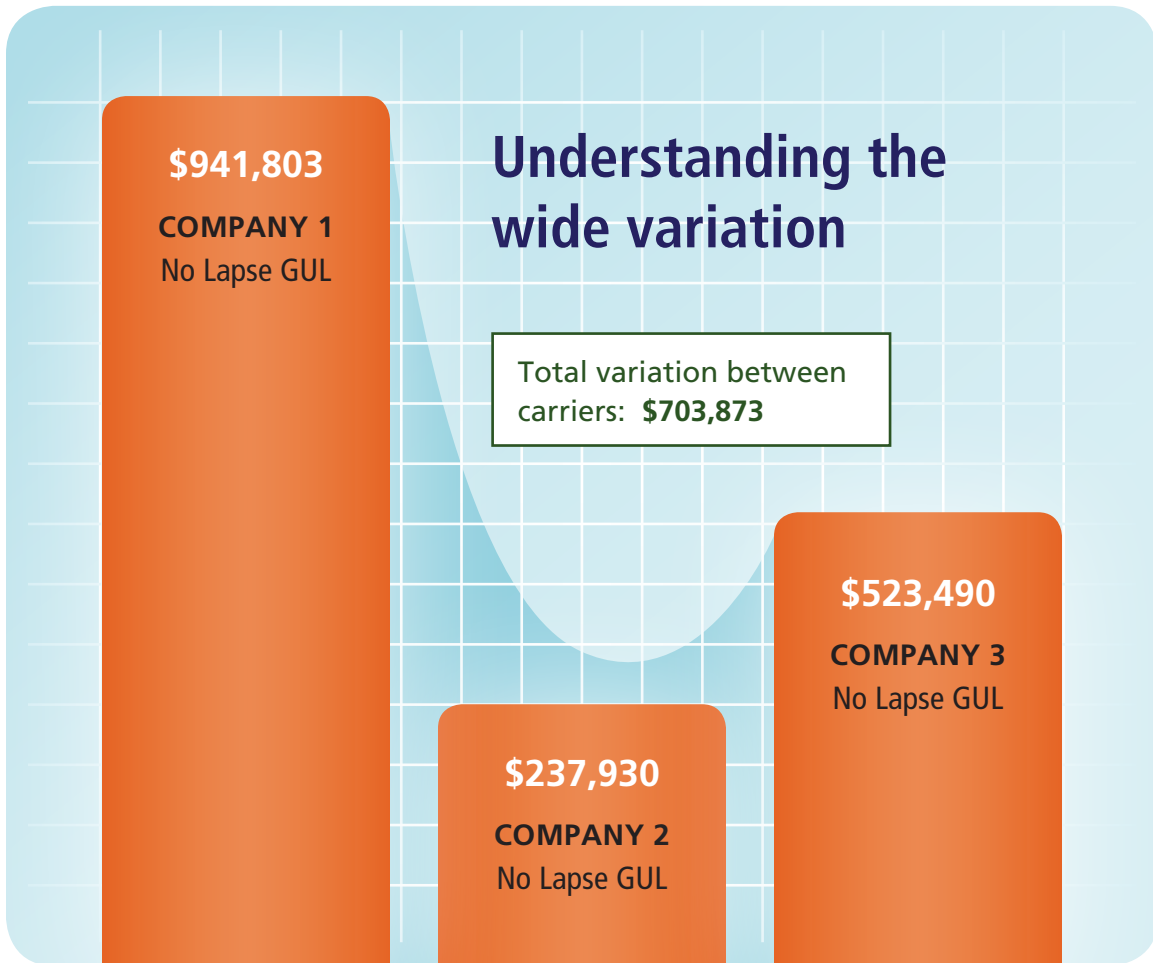 $941,803
COMPANY 1
No Lapse GUL
Understanding the
wide variation
Total variation between
carriers: $703,873
$237,930
COMPANY 2
No Lapse GUL
$523,490
COMPANY 3
No Lapse GUL